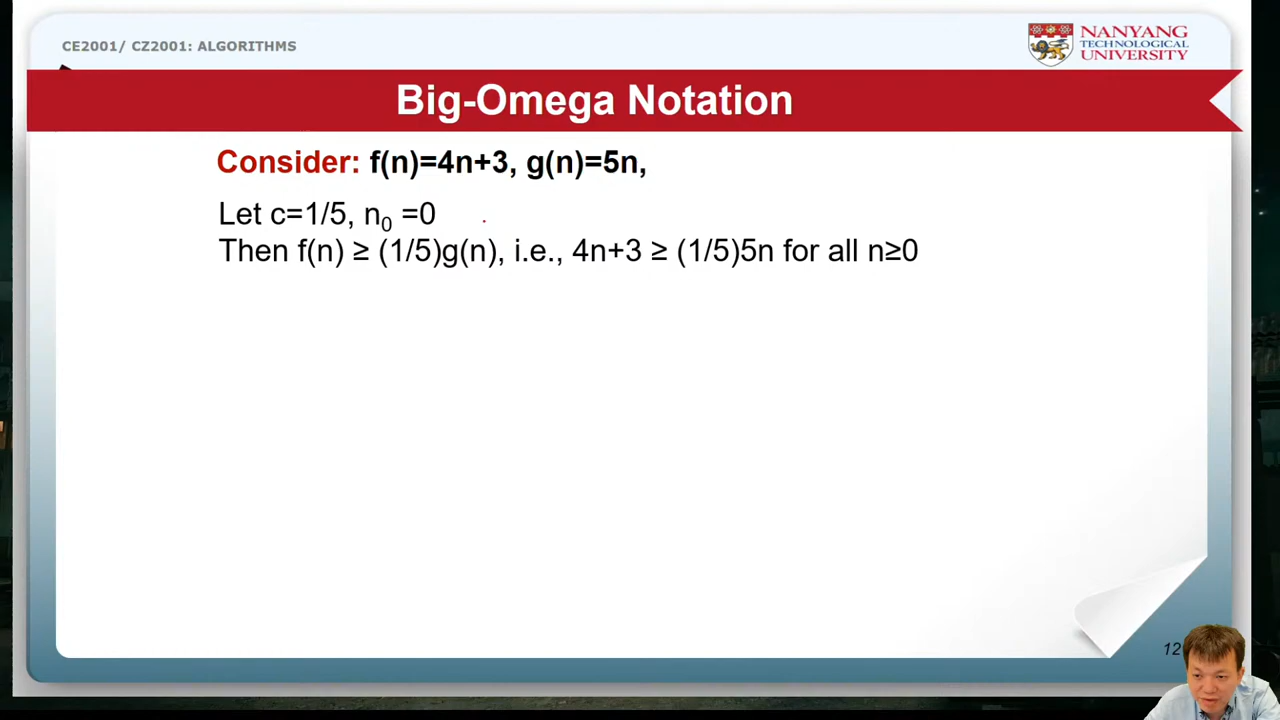 CE2001/ CZ2001: ALGORITHMS
NANYANG
TECHNOLOGICAL
UNIVERSITY
Big-Omega Notation
Consider: f(n)=4n+3, g(n)=5n,
Let c=1/5, n₀ =0
Then f(n) ≥ (1/5)g(n), i.e., 4n+3 ≥ (1/5)5n for all n≥0
12